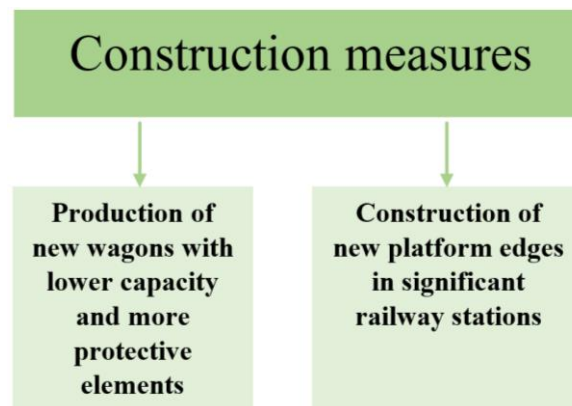 Construction measures
Production of
new wagons with
lower capacity
and more
protective
elements
Construction of
new platform edges
in significant
railway stations